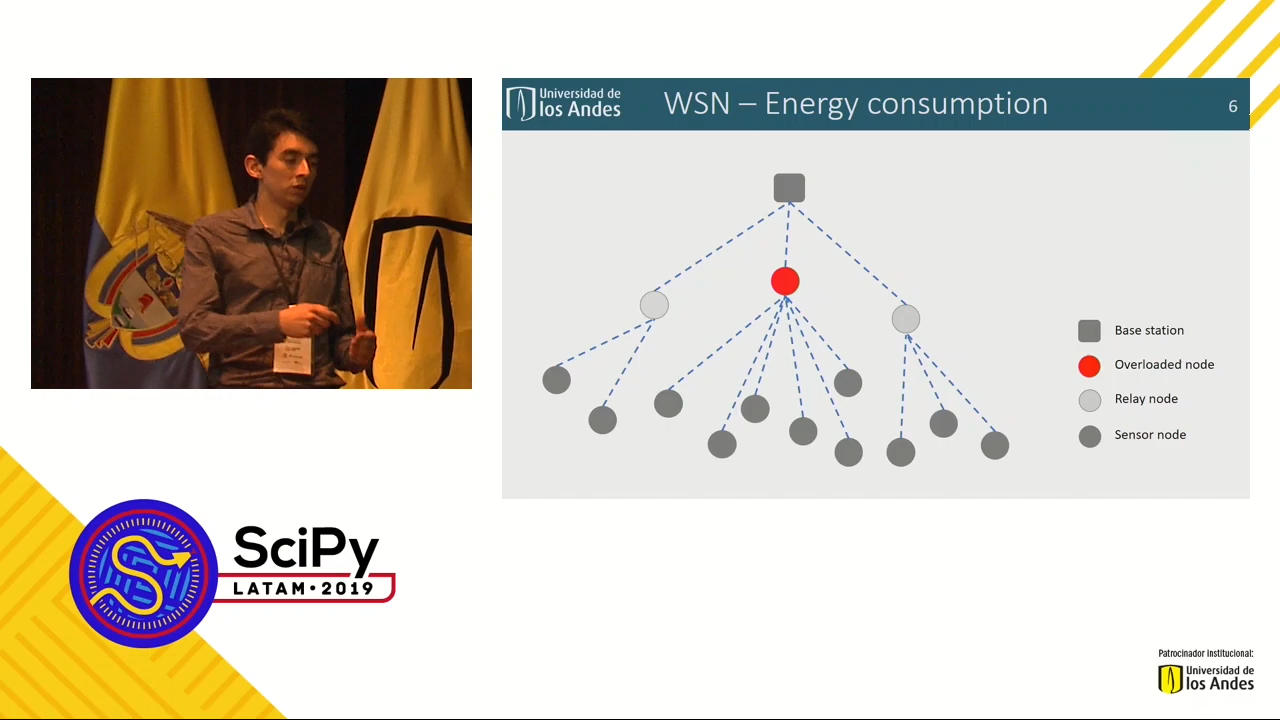 Universidad de
los Andes
WSN – Energy consumption
6
Base station
Overloaded node
Relay node
Sensor node
SciPy
LATAM • 2019
Patrocinador institucional:
Universidad de
los Andes